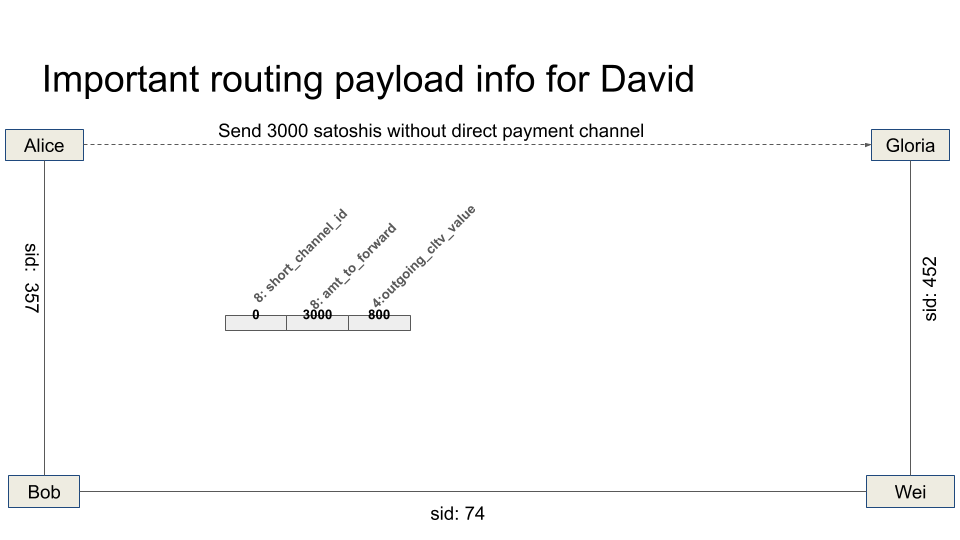 Important routing payload info for David
Send 3000 satoshis without direct payment channel
Alice
Gloria
8: short_channel_id
8: amt_to_forward
4:outgoing_cltv_value
0
3000
800
sid: 357
sid: 452
Bob
Wei
sid: 74